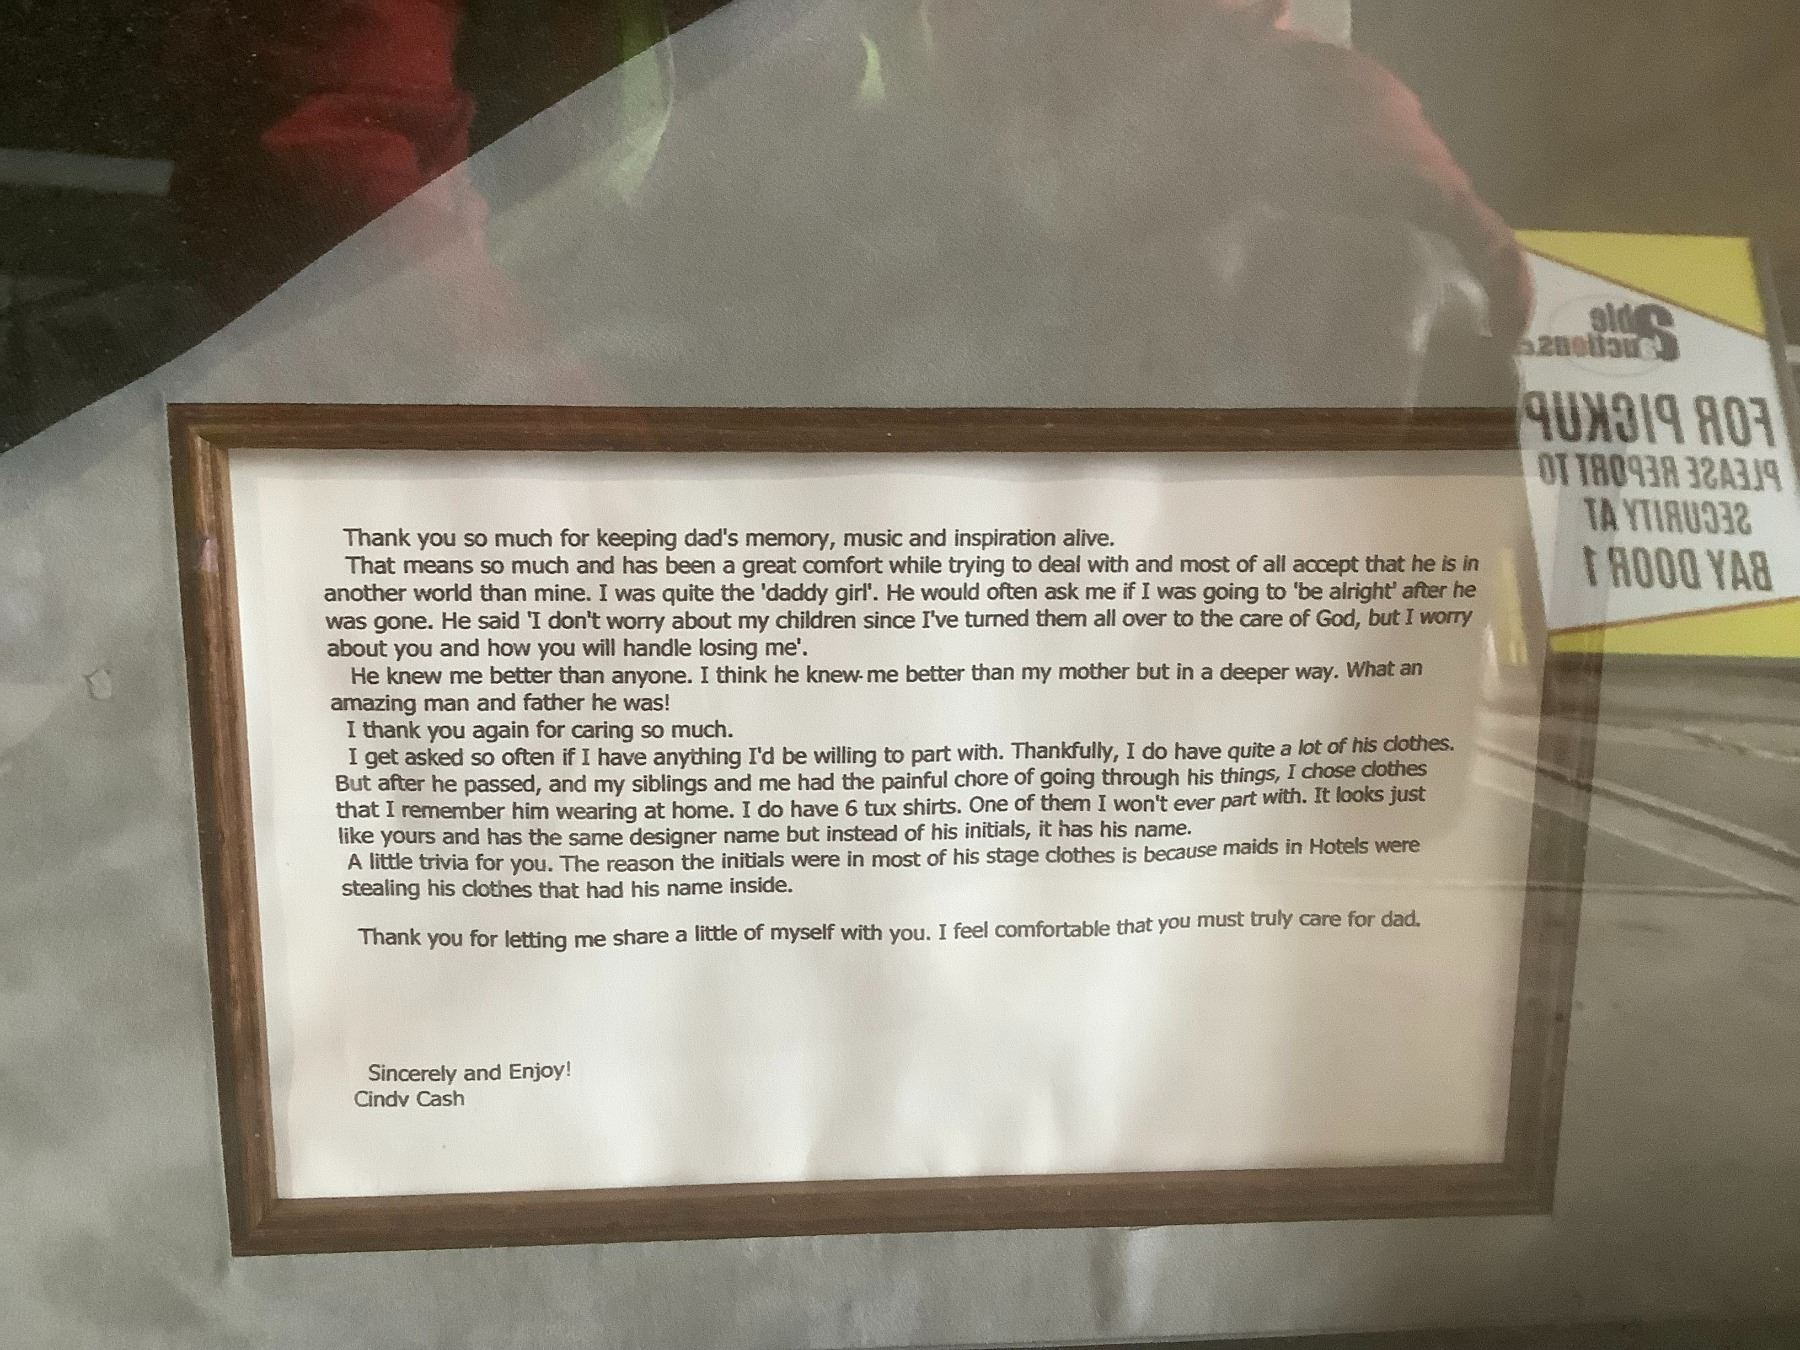 Thank you so much for keeping dad's memory, music and inspiration alive.
That means so much and has been a great comfort while trying to deal with and most of all accept that he is in
another world than mine. I was quite the 'daddy girl'. He would often ask me if I was going to 'be alright' after he
was gone. He said 'I don't worry about my children since I've turned them all over to the care of God, but I worry
about you and how you will handle losing me'.
He knew me better than anyone. I think he knew me better than my mother but in a deeper way. What an
amazing man and father he was!
I thank you again for caring so much.
I get asked so often if I have anything I'd be willing to part with. Thankfully, I do have quite a lot of his clothes.
But after he passed, and my siblings and me had the painful chore of going through his things, I chose clothes
that I remember him wearing at home. I do have 6 tux shirts. One of them I won't ever part with. It looks just
like yours and has the same designer name but instead of his initials, it has his name.
A little trivia for you. The reason the initials were in most of his stage clothes is because maids in Hotels were
stealing his clothes that had his name inside.
Thank you for letting me share a little of myself with you. I feel comfortable that you must truly care for dad.
Sincerely and Enjoy!
Cindy Cash
FOR PICKUP
PLEASE REPORT TO
SECURITY AT
BAY DOOR 1